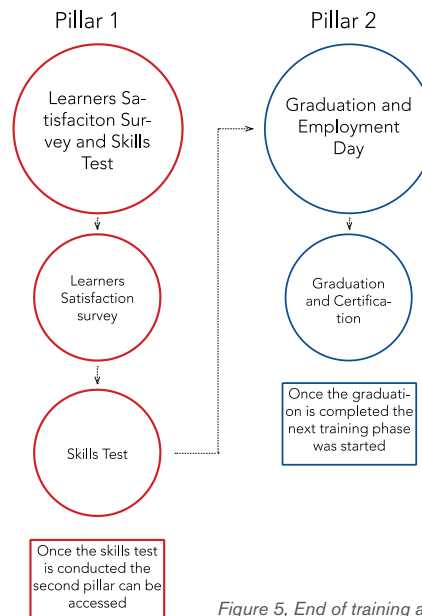 Pillar 1
Learners Sa-
tisfaciton Sur-
vey and Skills
Test
Learners
Satisfaction
survey
Skills Test
Once the skills test
is conducted the
second pillar can be
accessed
Pillar 2
Graduation and
Employment
Day
Graduation
and Certifica-
tion
Once the graduati-
on is completed the
next training phase
was started
Figure 5, End of training a